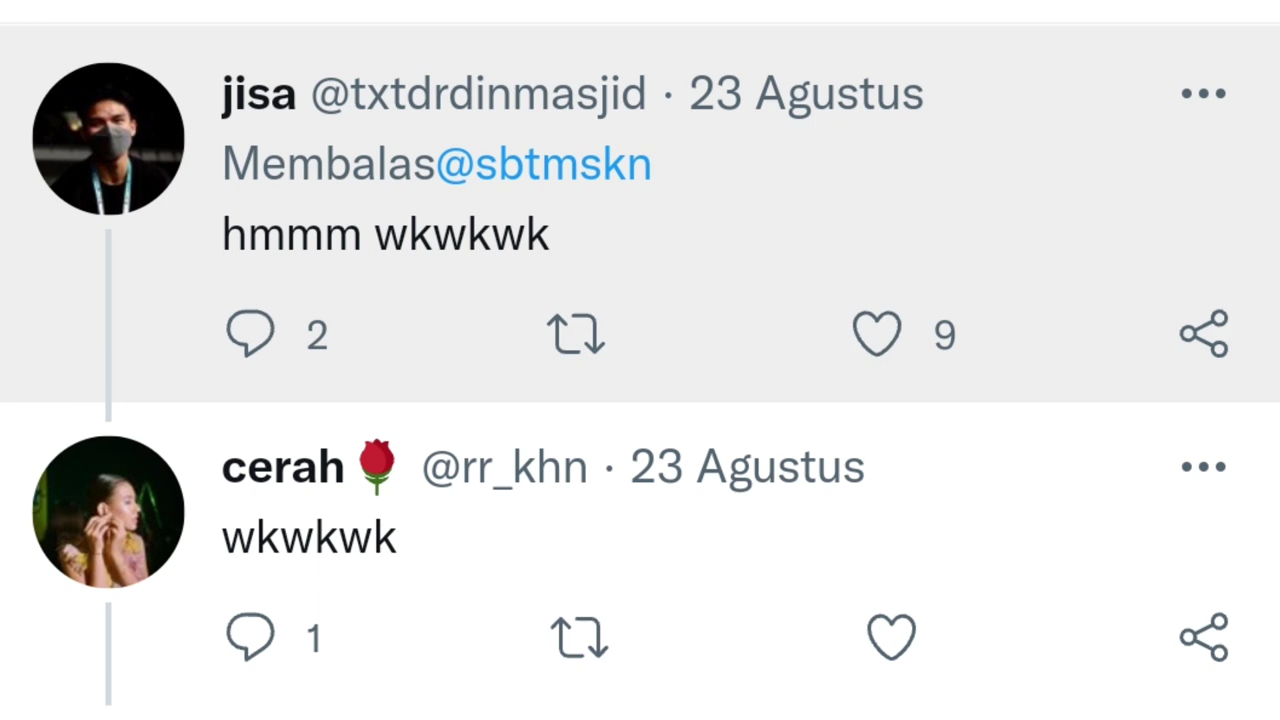 jisa @txtdrdinmasjid · 23 Agustus
Membalas@sbtmskn
hmmm wkwkwk
2 9
cerah🌹 @rr_khn · 23 Agustus
wkwkwk
1